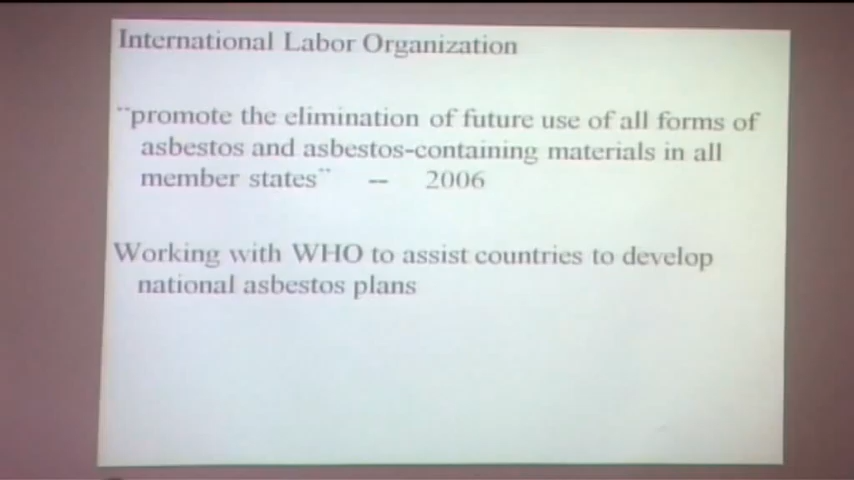 International Labor Organization
"promote the elimination of future use of all forms of
asbestos and asbestos-containing materials in all
member states" -- 2006
Working with WHO to assist countries to develop
national asbestos plans